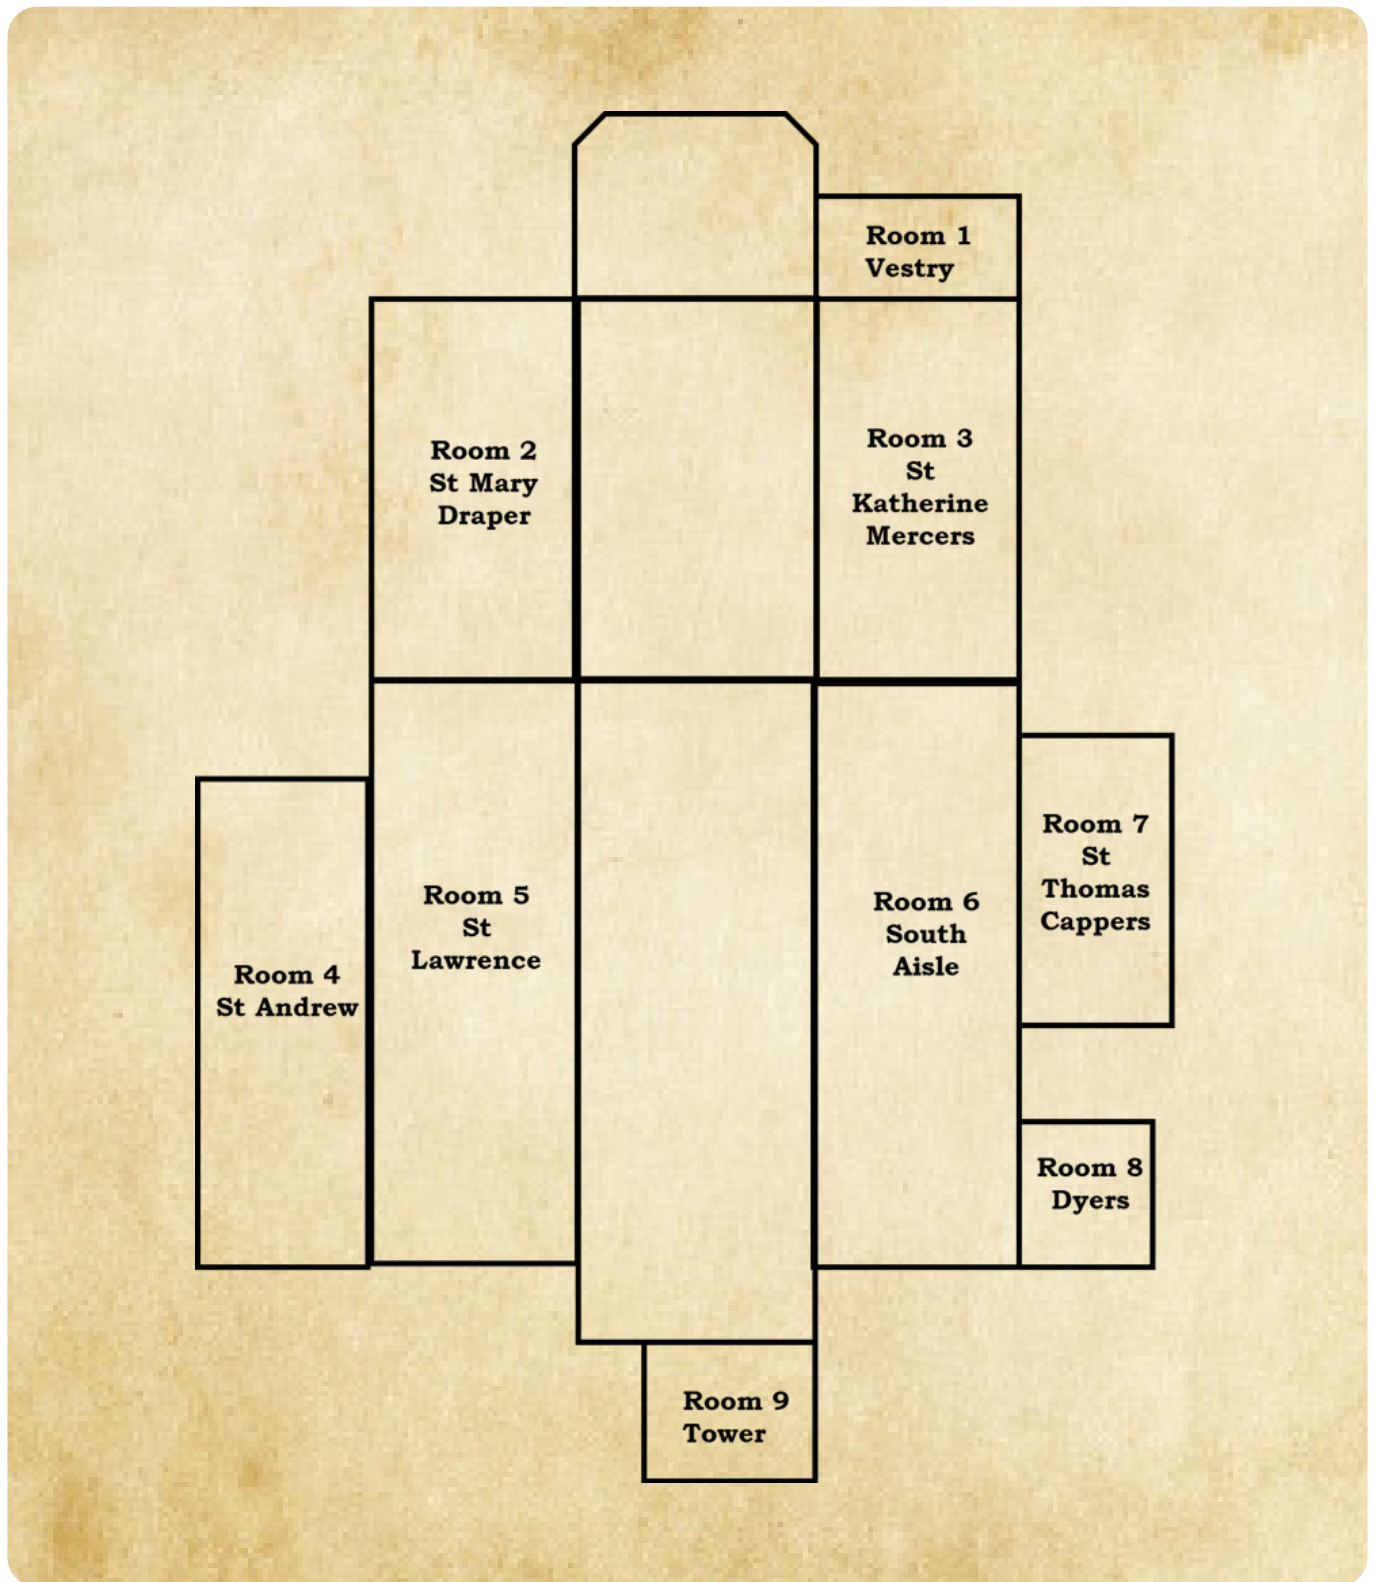 Room 1
Vestry
Room 2
St Mary
Draper
Room 3
St
Katherine
Mercers
Room 4
St Andrew
Room 5
St
Lawrence
Room 6
South
Aisle
Room 7
St
Thomas
Cappers
Room 8
Dyers
Room 9
Tower